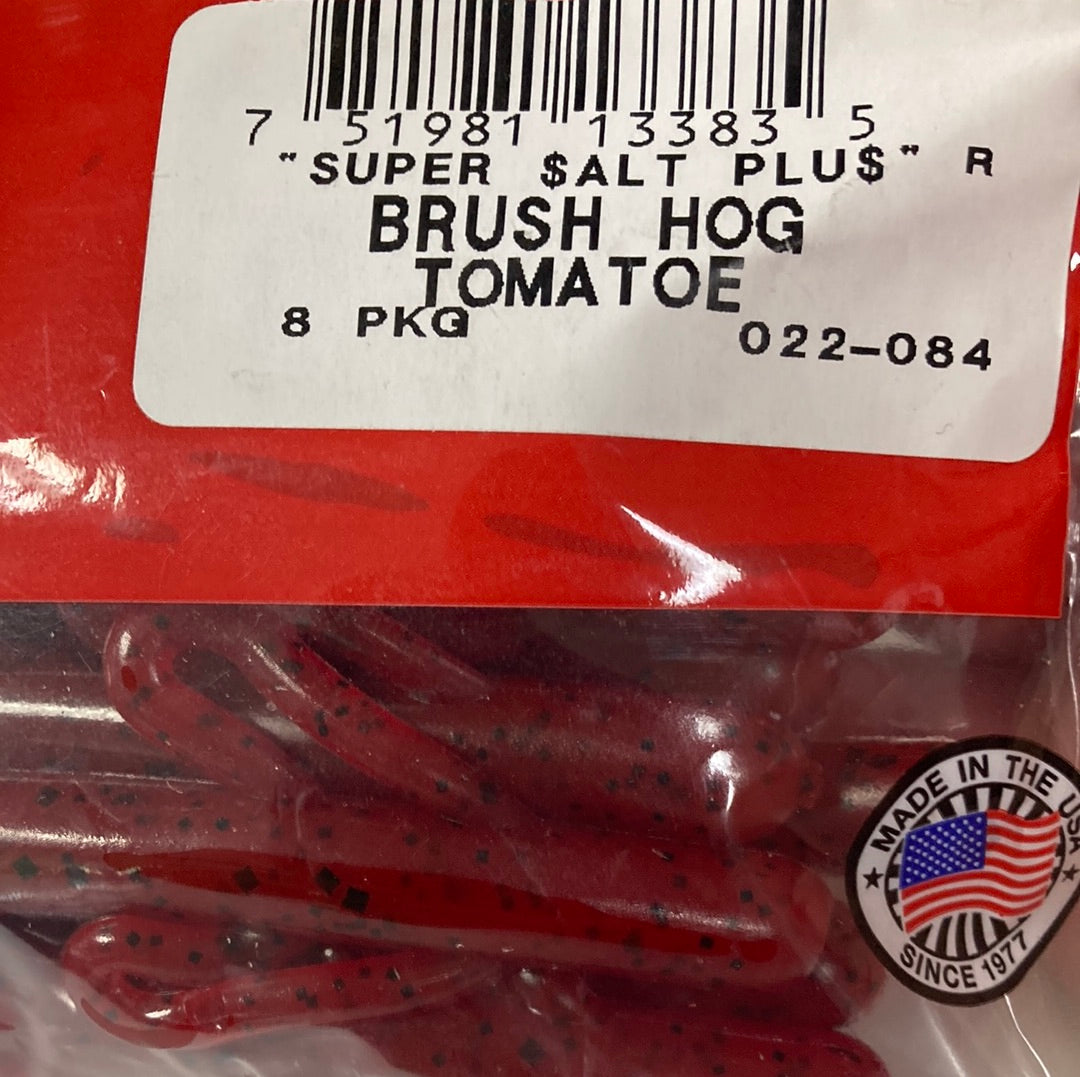 7 51981 13383 5
"SUPER $ALT PLU$" R
BRUSH HOG
TOMATOE
8 PKG 022-084
MADE IN THE USA
SINCE 1977